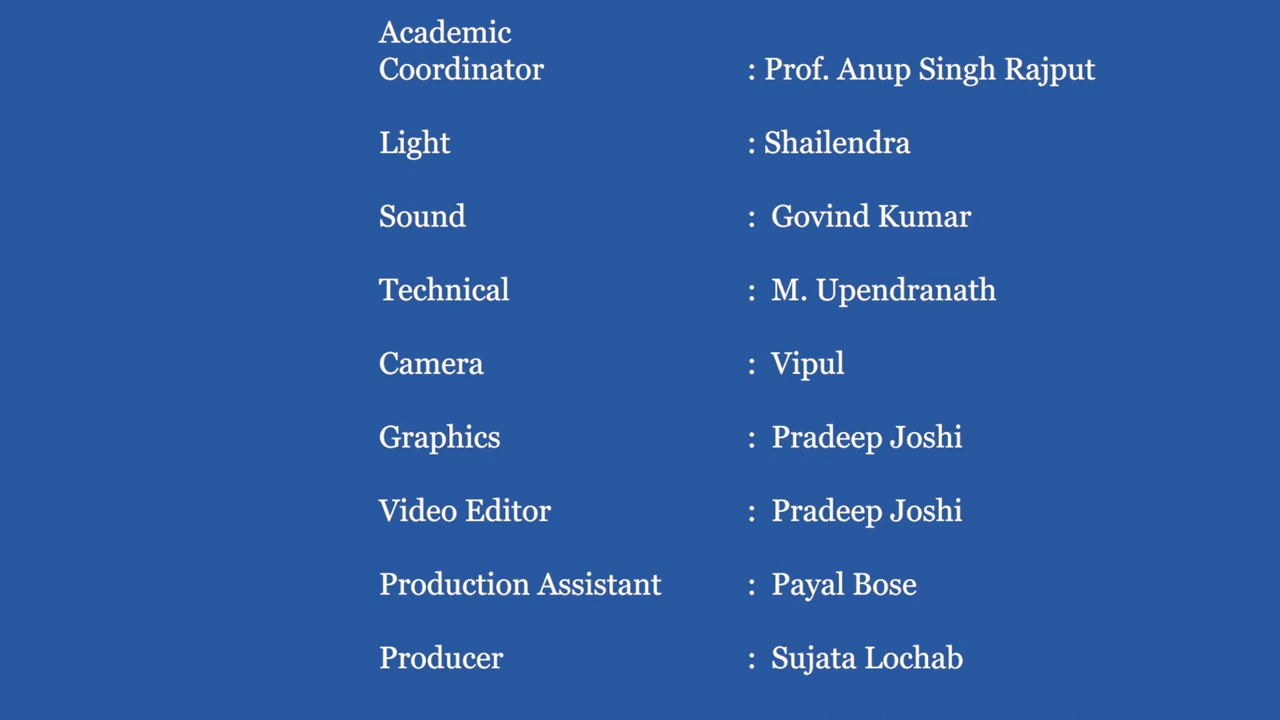 Academic
Coordinator : Prof. Anup Singh Rajput
Light : Shailendra
Sound : Govind Kumar
Technical : M. Upendranath
Camera : Vipul
Graphics : Pradeep Joshi
Video Editor : Pradeep Joshi
Production Assistant : Payal Bose
Producer : Sujata Lochab